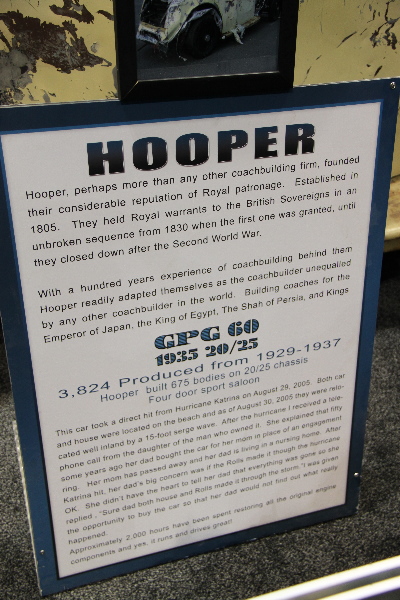 HOOPER
Hooper, perhaps more than any other coachbuilding firm, founded
their considerable reputation of Royal patronage. Established in
1805. They held Royal warrants to the British Sovereigns in an
unbroken sequence from 1830 when the first one was granted, until
they closed down after the Second World War.
With a hundred years experience of coachbuilding behind them
Hooper readily adapted themselves as the coachbuilder unequalled
by any other coachbuilder in the world. Building coaches for the
Emperor of Japan, the King of Egypt, The Shah of Persia, and Kings
GPG 60
1935 20/25
3,824 Produced from 1929-1937
Hooper built 675 bodies on 20/25 chassis
Four door sport saloon
This car took a direct hit from Hurricane Katrina on August 29, 2005. Both car
and house were located on the beach and as of August 30, 2005 they were relo-
cated well inland by a 15-foot serge wave. After the hurricane I received a tele-
phone call from the daughter of the man who owned it. She explained that fifty
some years ago her dad bought the car for her mom in place of an engagement
ring. Her mom has passed away and her dad is living in a nursing home. After
Katrina hit, her dad's big concern was if the Rolls made it though the hurricane
OK. She didn't have the heart to tell her dad that everything was gone so she
replied. "Sure dad both house and Rolls made it through the storm "I was given
the opportunity to buy the car so that her dad would not find out what really
happened.
Approximately 2,000 hours have been spent restoring all the original engine
components and yes, it runs and drives great!